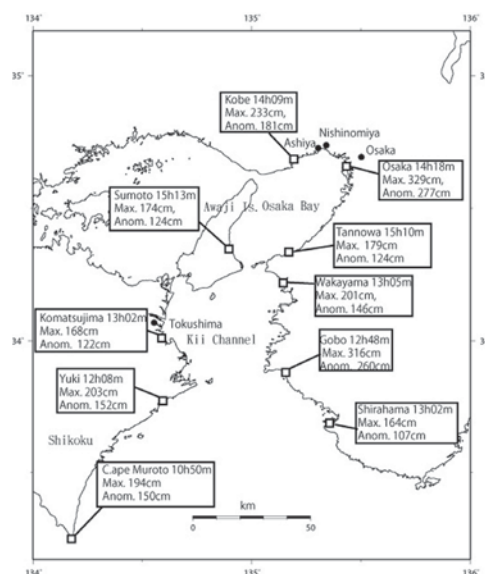 134°
135°
136°
35°
Kobe 14h09m
Max. 233cm,
Anom. 181cm
Nishinomiya
Ashiya
Osaka
Osaka 14h18m
Max. 329cm,
Anom. 277cm
Sumoto 15h13m
Max. 174cm,
Anom. 124cm
Awaji Is.
Osaka Bay
Tannowa 15h10m
Max. 179cm
Anom. 124cm
Wakayama 13h05m
Max. 201cm,
Anom. 146cm
Komatsujima 13h02m
Max. 168cm
Anom. 122cm
Tokushima
Kii Channel
34°
Gobo 12h48m
Max. 316cm
Anom. 260cm
Yuki 12h08m
Max. 203cm
Anom. 152cm
Shirahama 13h02m
Max. 164cm
Anom. 107cm
Shikoku
C.ape Muroto 10h50m
Max. 194cm
Anom. 150cm
km
0
50
134°
135°
136°